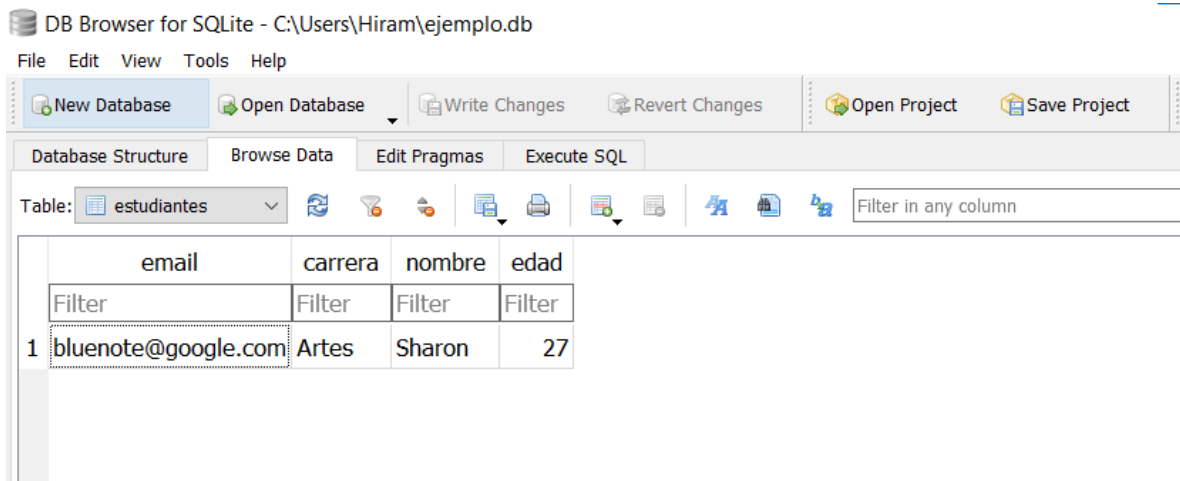 DB Browser for SQLite - C:\Users\Hiram\ejemplo.db
File Edit View Tools Help
New Database Open Database Write Changes Revert Changes Open Project Save Project
Database Structure Browse Data Edit Pragmas Execute SQL
Table: estudiantes Filter in any column
email carrera nombre edad
Filter Filter Filter Filter
1 bluenote@google.com Artes Sharon 27